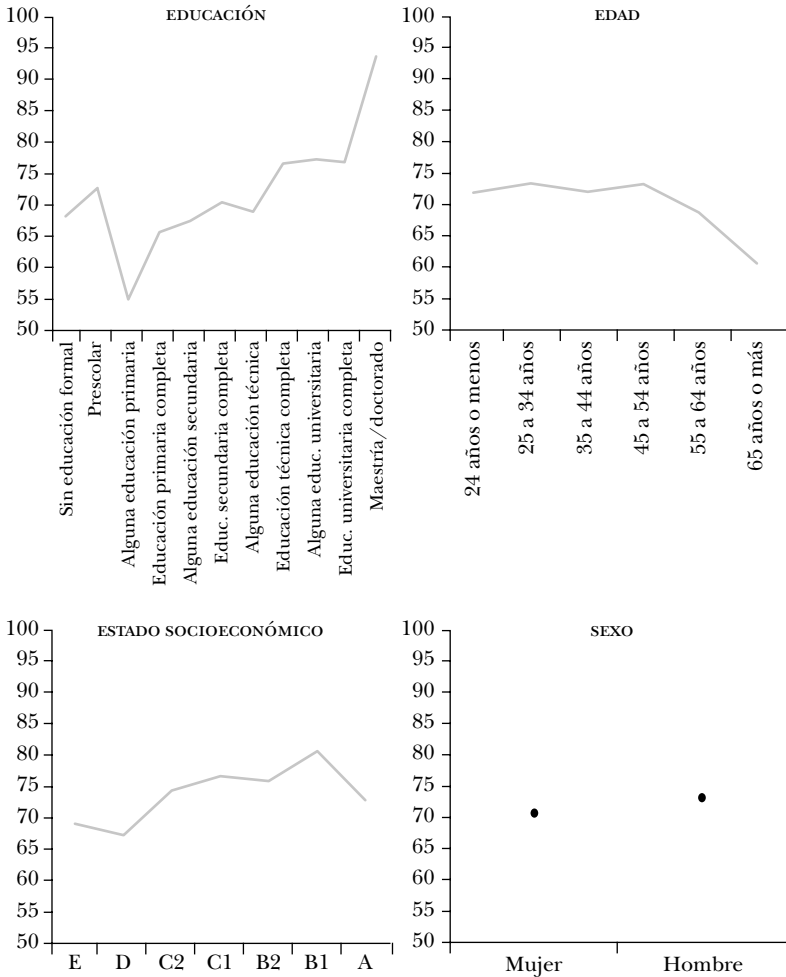 EDUCACIÓN
100
95
90
85
80
75
70
65
60
55
50
Sin educación formal
Prescolar
Alguna educación primaria
Educación primaria completa
Alguna educación secundaria
Educ. secundaria completa
Alguna educación técnica
Educación técnica completa
Alguna educ. universitaria
Educ. universitaria completa
Maestría/doctorado
EDAD
100
95
90
85
80
75
70
65
60
55
50
24 años o menos
25 a 34 años
35 a 44 años
45 a 54 años
55 a 64 años
65 años o más
ESTADO SOCIOECONÓMICO
100
95
90
85
80
75
70
65
60
55
50
E D C2 C1 B2 B1 A
SEXO
100
95
90
85
80
75
70
65
60
55
50
Mujer Hombre